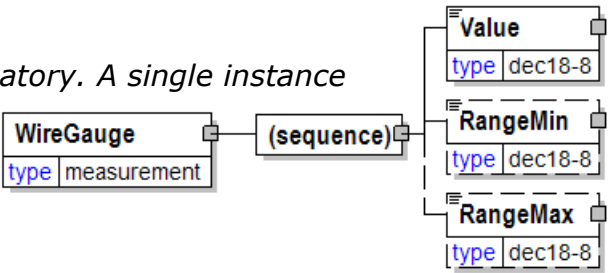 Value
type dec18-8
atory. A single instance
RangeMin
type dec18-8
WireGauge
type measurement
(sequence)
RangeMax
type dec18-8